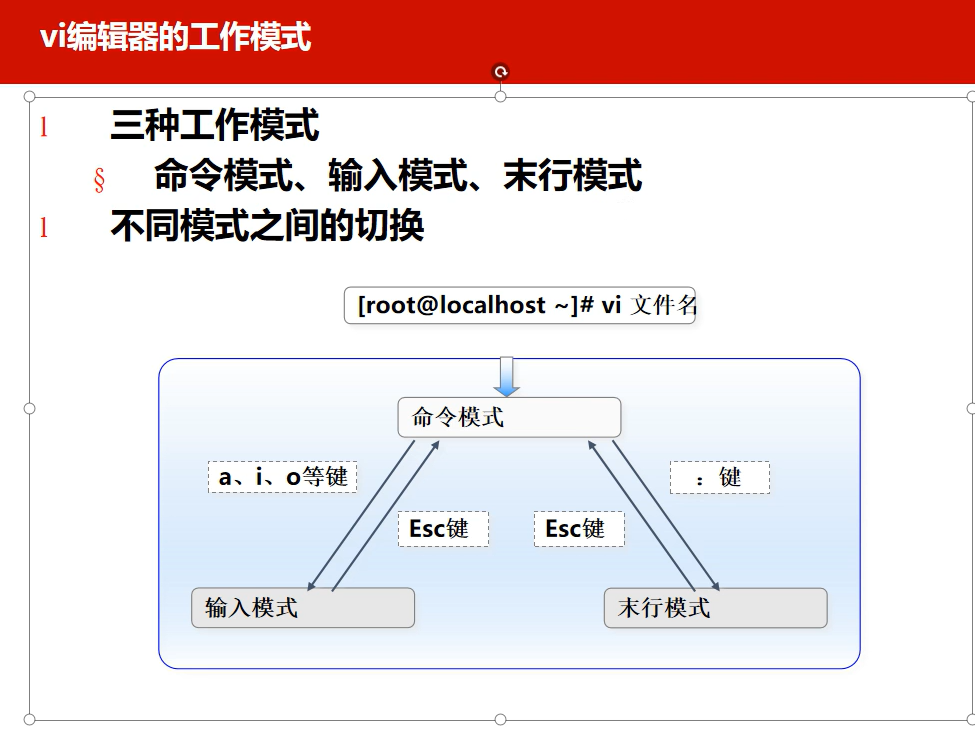 vi编辑器的工作模式
l 三种工作模式
§ 命令模式、输入模式、末行模式
l 不同模式之间的切换
[root@localhost ~]# vi 文件名
命令模式
a、i、o等键
：键
Esc键
Esc键
输入模式
末行模式